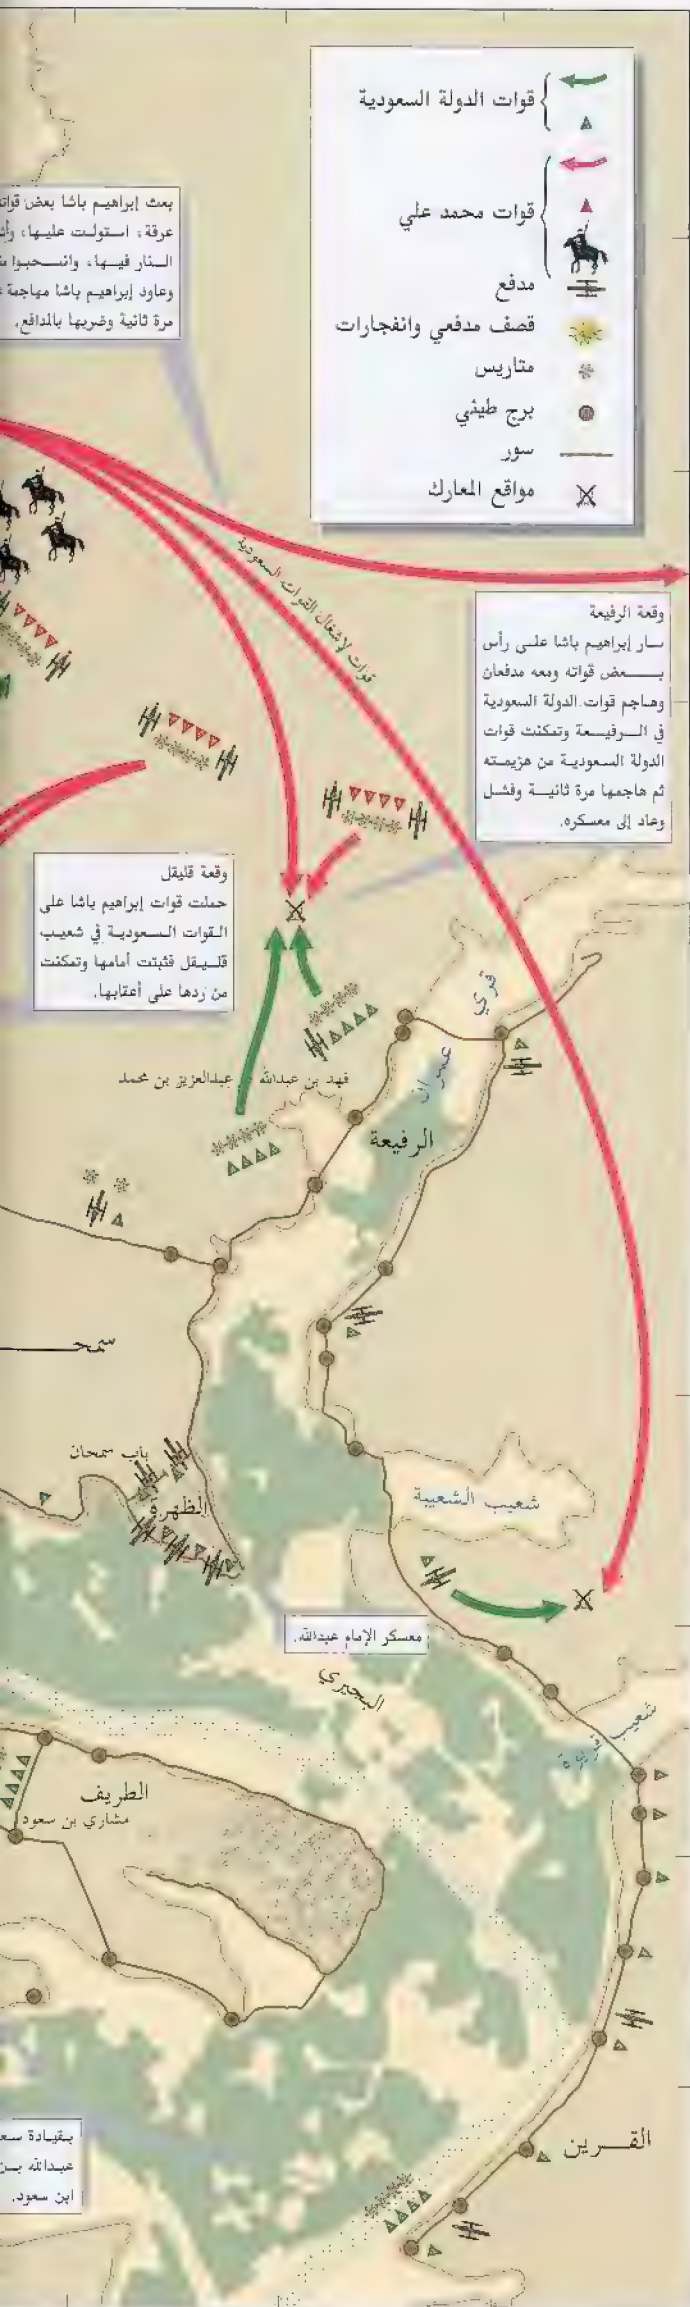 قوات الدولة السعودية
قوات محمد علي
مدفع
قصف مدفعي وانفجارات
متاريس
برج طيني
سور
مواقع المعارك
بعث إبراهيم باشا بعض
عرقة، استولت عليها،
النار فيها، وانسحبوا
وعاود إبراهيم باشا مهاجمة
مرة ثانية وضربها بالمدافع.
قوات لإشغال القوات السعودية
وقعة الرفيعة
سار إبراهيم باشا على رأس
بعض قواته ومعه مدفعان
وهاجم قوات الدولة السعودية
في الرفيعة وتمكنت قوات
الدولة السعودية من هزيمته
ثم هاجمها مرة ثانية وفشل
وعاد إلى معسكره.
وقعة قليقل
حملت قوات إبراهيم باشا على
القوات السعودية في شعيب
قليقل فثبتت أمامها وتمكنت
من ردها على أعقابها.
قري
عمران
فهد بن عبدالله بن عبدالعزيز بن محمد
الرفيعة
سمحـ
باب سمحان
الظهرة
شعيب الشعيبة
معسكر الإمام عبدالله.
البجيري
شعيب
الطريف
مشاري بن سعود
القرين
بقيادة
عبدالله بن
ابن سعود.